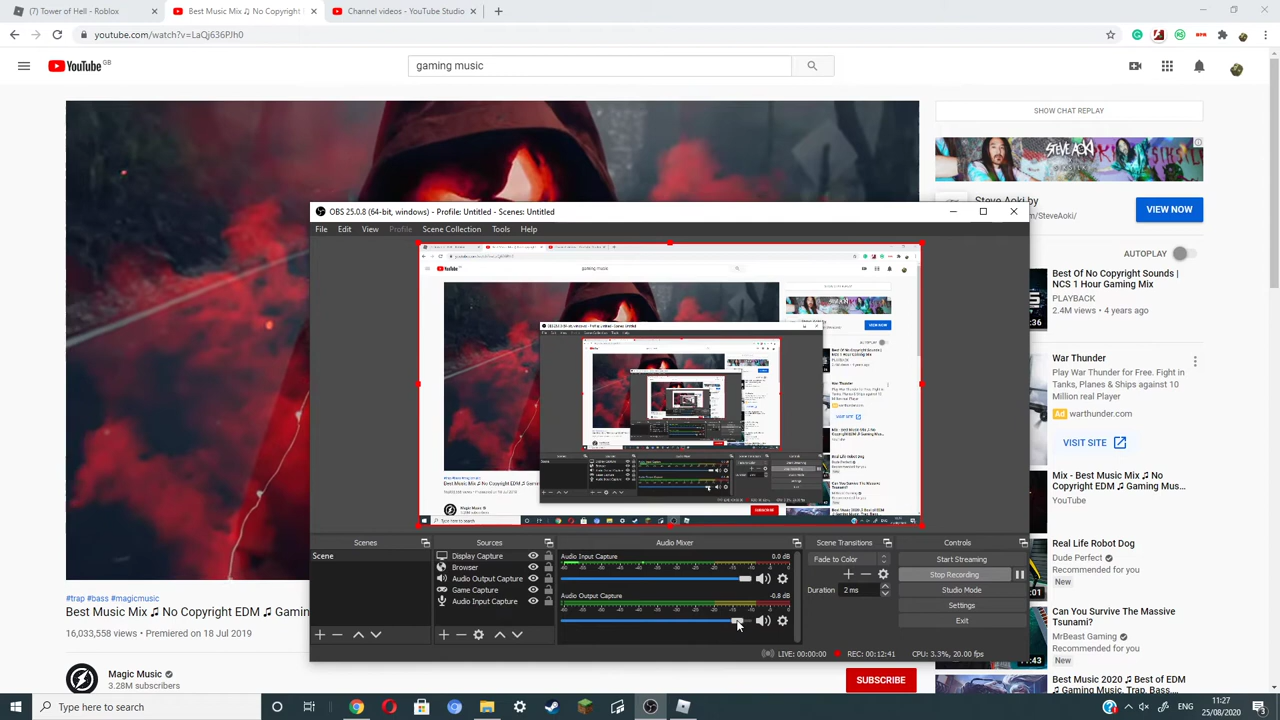 (7) Tower of Hell - Roblox
Best Music Mix ♫ No Copyright
Channel videos - YouTube Studio
youtube.com/watch?v=LaQj636PJh0
YouTube GB
gaming music
SHOW CHAT REPLAY
STEVE AOKI
Steve Aoki by
com/SteveAoki/
VIEW NOW
AUTOPLAY
Best Of No Copyright Sounds |
NCS 1 Hour Gaming Mix
PLAYBACK
2.4M views • 4 years ago
:36
War Thunder
Play War Thunder for Free. Fight in
Tanks, Planes & Ships against 10
Million real Player
Ad warthunder.com
VISIT SITE
Mix - Best Music Mix ♫ No
Copyright EDM ♫ Gaming Mus...
YouTube
Real Life Robot Dog
Dude Perfect
Recommended for you
New
:01
Can You Survive The Massive
Tsunami?
MrBeast Gaming
Recommended for you
New
1:43
Best Music 2020 ♫ Best of EDM
♫ Gaming Music, Trap, Bass
OBS 25.0.8 (64-bit, windows) - Profile: Untitled - Scenes: Untitled
File Edit View Profile Scene Collection Tools Help
Scenes
Scene
Sources
Display Capture
Browser
Audio Output Capture
Game Capture
Audio Input Capture
Audio Mixer
Audio Input Capture 0.0 dB
Audio Output Capture -0.8 dB
Scene Transitions
Fade to Color
Duration 2 ms
Controls
Start Streaming
Stop Recording
Studio Mode
Settings
Exit
LIVE: 00:00:00 REC: 00:12:41 CPU: 3.3%, 20.00 fps
#trap #bass #magicmusic
Best Music Mix ♫ No Copyright EDM ♫ Gamin
16,033,558 views • Premiered on 18 Jul 2019
Magic Music
3.28M subscribers
SUBSCRIBE
Type here to search
11:27
25/08/2020